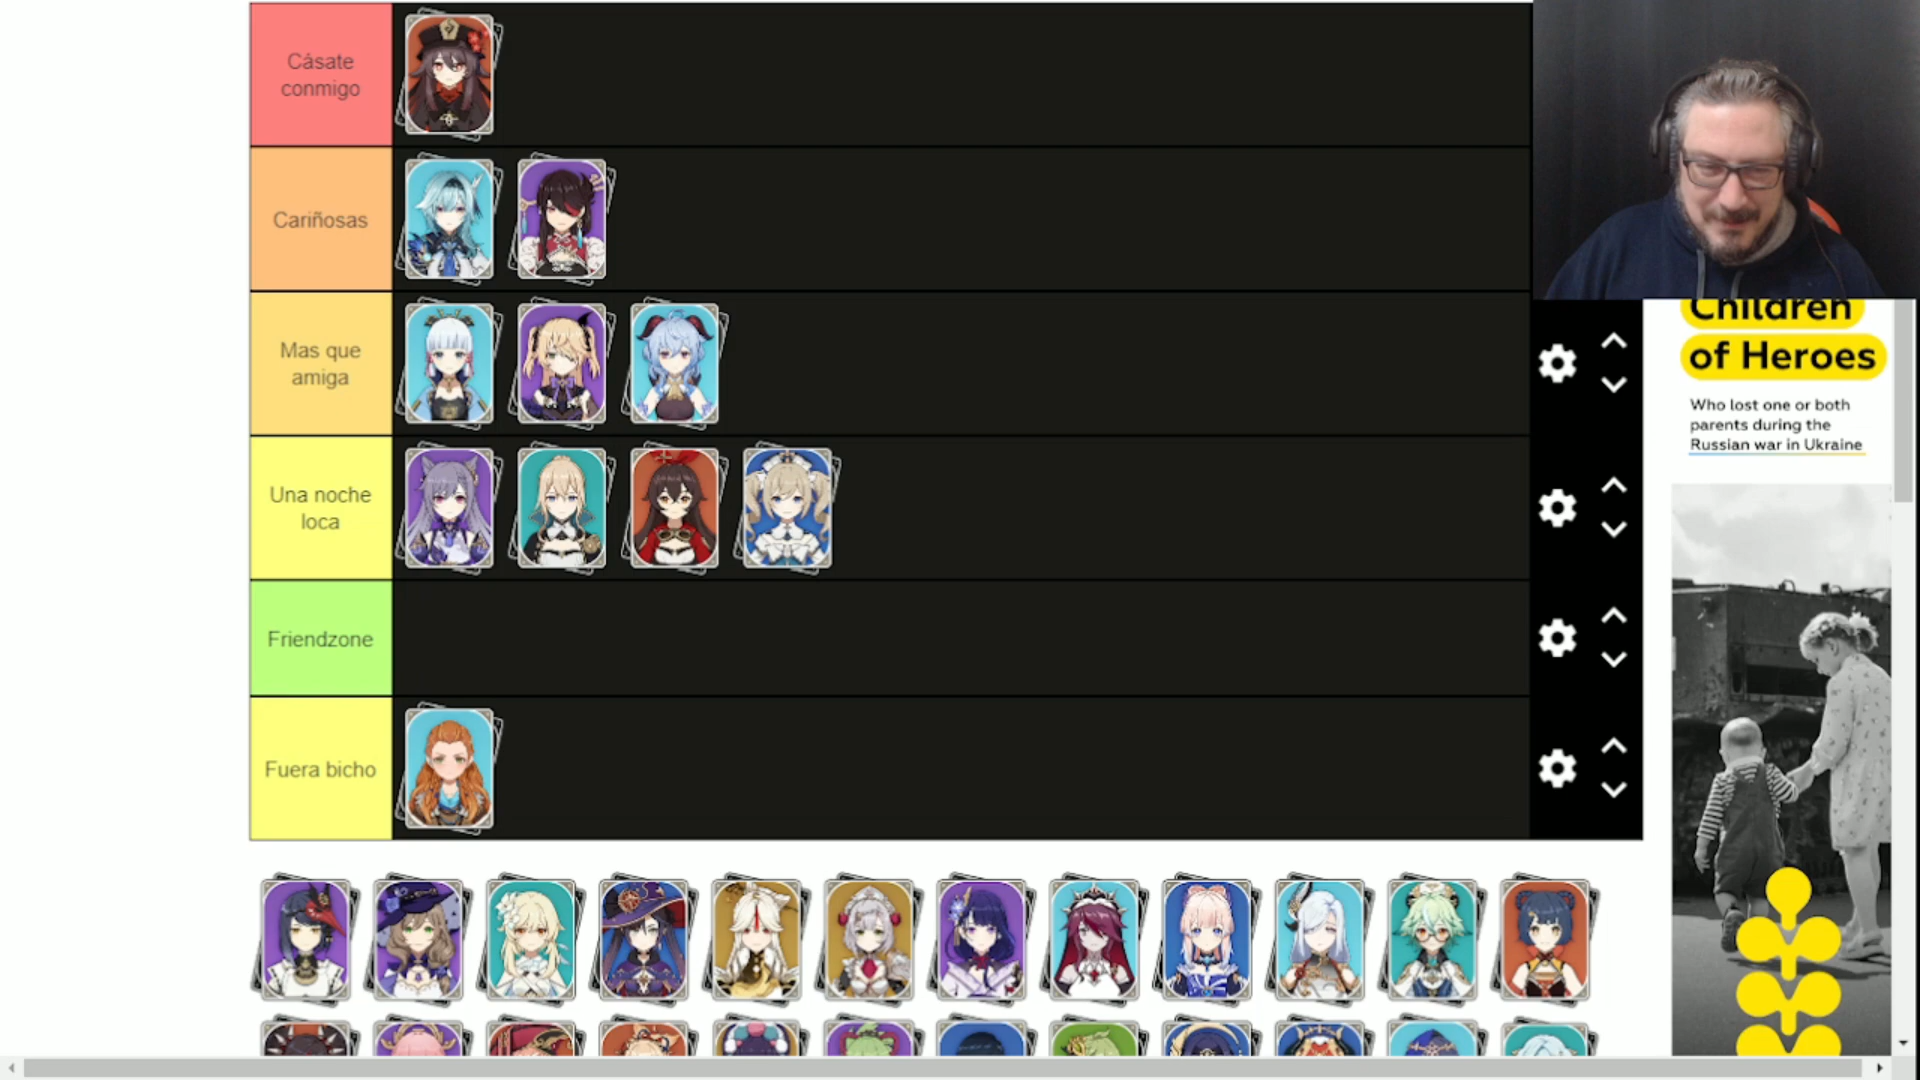 Cásate
conmigo
Cariñosas
Mas que
amiga
Una noche
loca
Friendzone
Fuera bicho
Children
of Heroes
Who lost one or both
parents during the
Russian war in Ukraine